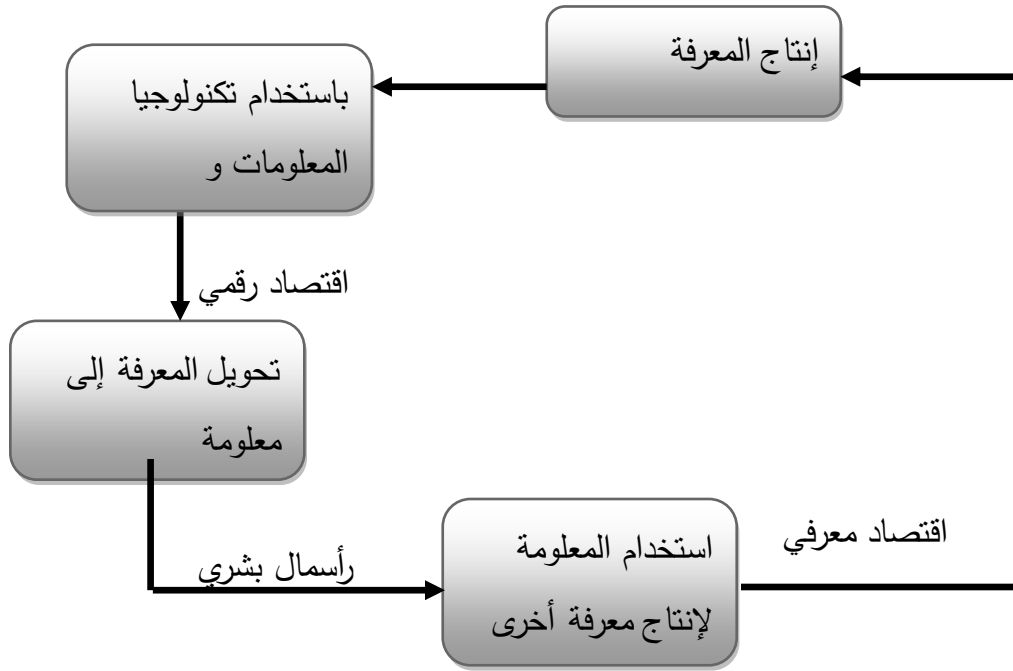 إنتاج المعرفة
باستخدام تكنولوجيا
المعلومات و
اقتصاد رقمي
تحويل المعرفة إلى
معلومة
رأسمال بشري
استخدام المعلومة
لإنتاج معرفة أخرى
اقتصاد معرفي